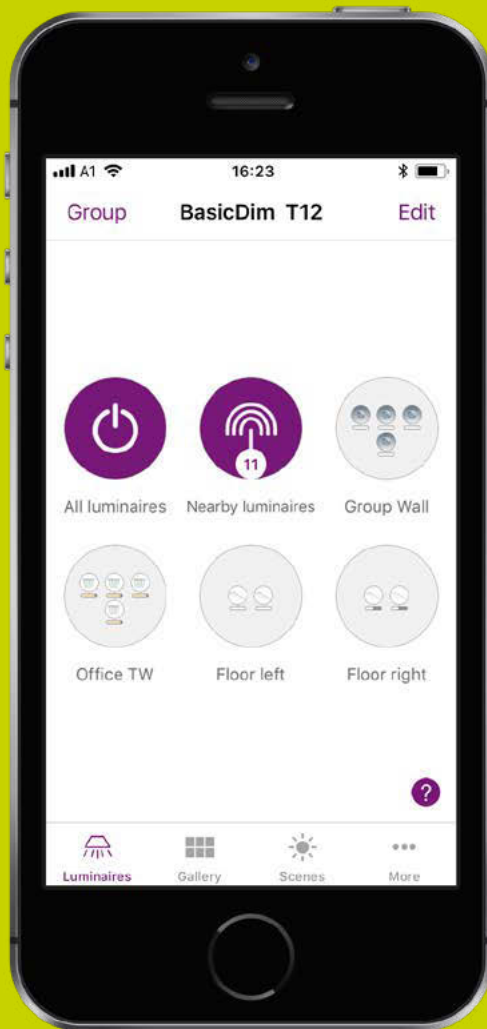 A1 16:23
Group BasicDim T12 Edit
11
All luminaires Nearby luminaires Group Wall
Office TW Floor left Floor right
?
Luminaires Gallery Scenes More